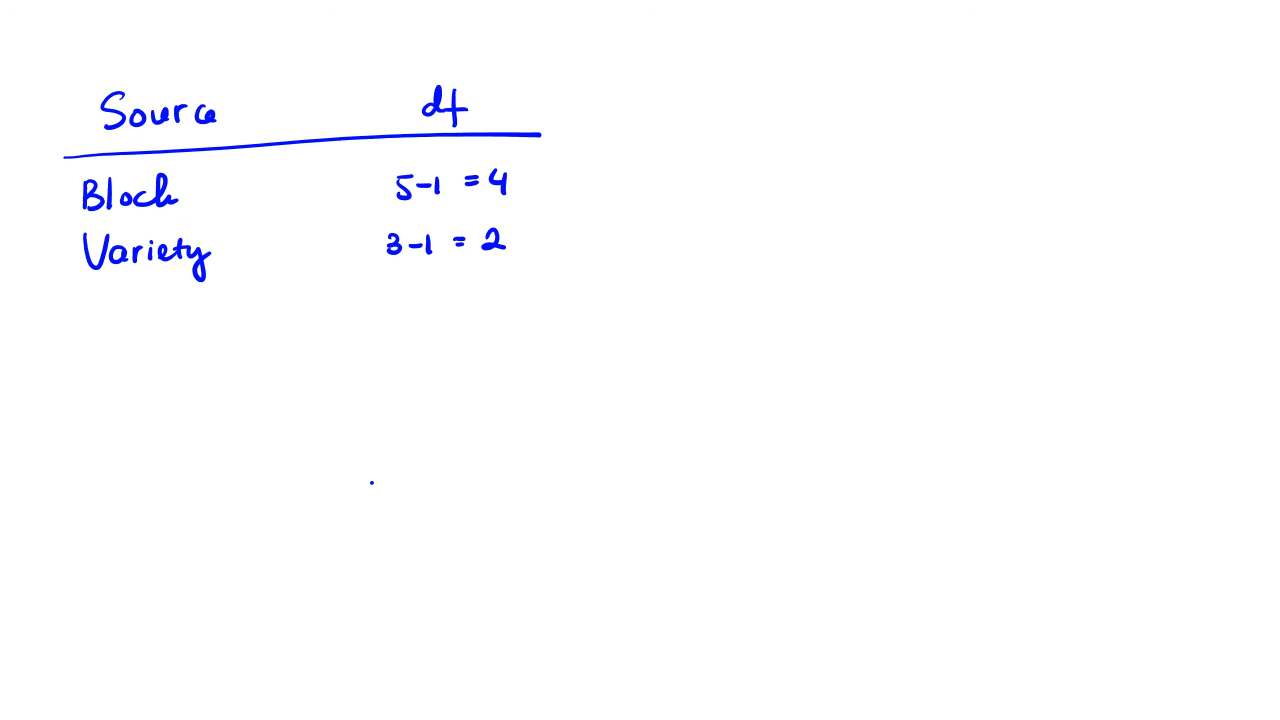 Source df
Block 5-1 = 4
Variety 3-1 = 2